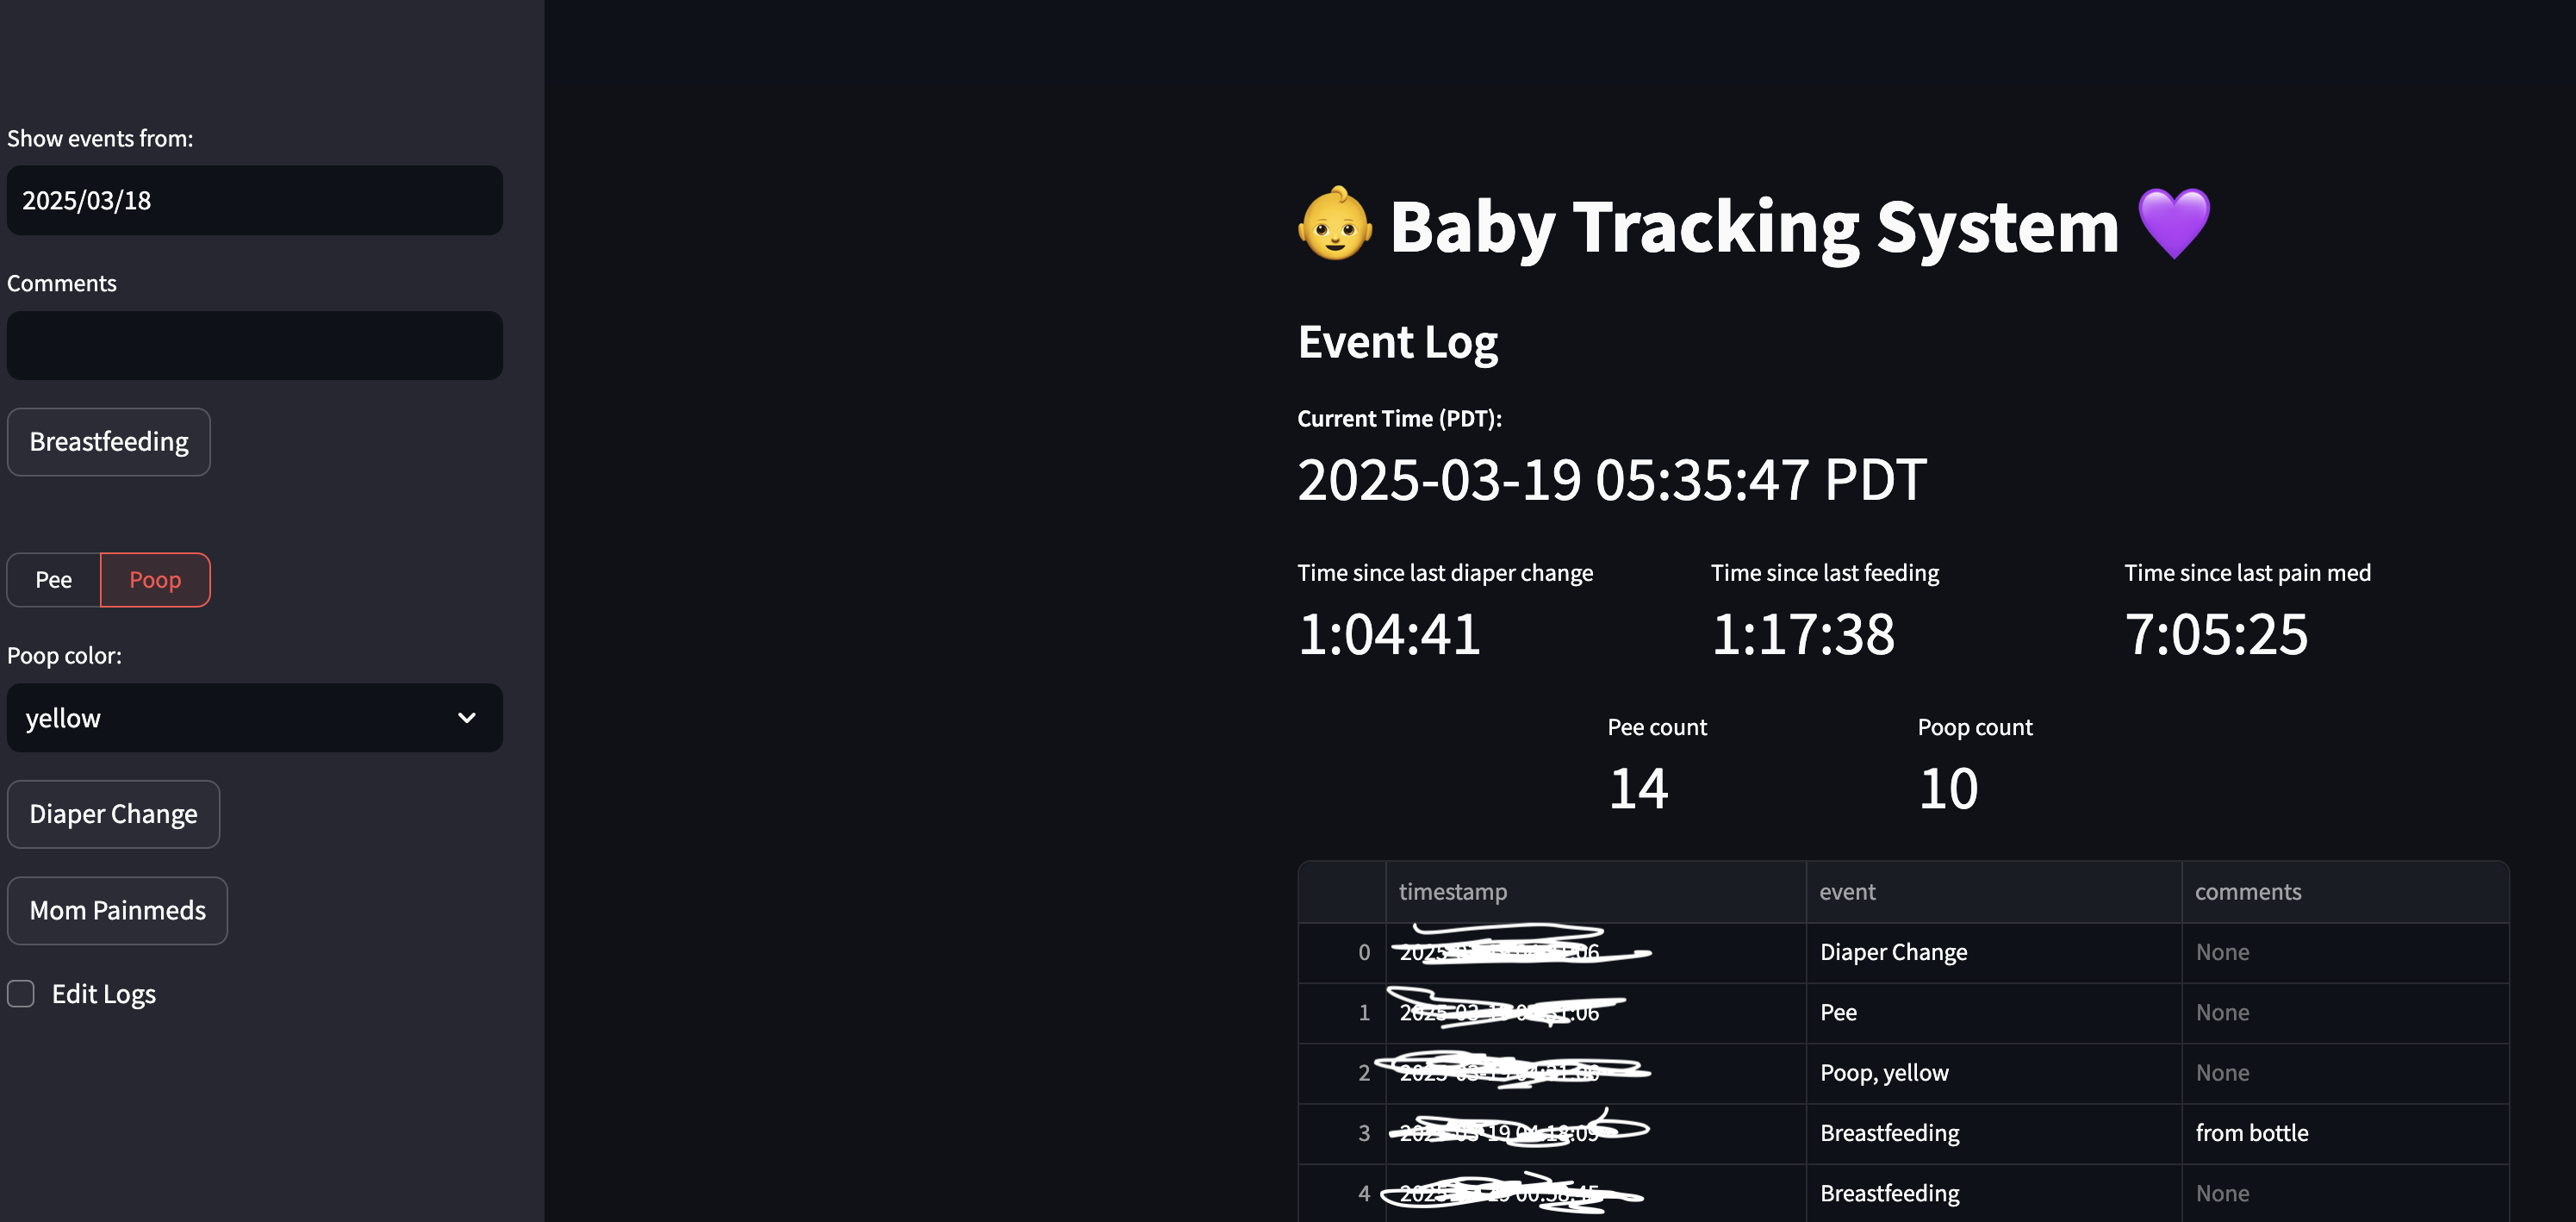 Show events from:
2025/03/18
Comments
Breastfeeding
Pee Poop
Poop color:
yellow
Diaper Change
Mom Painmeds
Edit Logs
👶 Baby Tracking System 💜
Event Log
Current Time (PDT):
2025-03-19 05:35:47 PDT
Time since last diaper change Time since last feeding Time since last pain med
1:04:41 1:17:38 7:05:25
Pee count Poop count
14 10
timestamp event comments
0 Diaper Change None
1 Pee None
2 Poop, yellow None
3 Breastfeeding from bottle
4 Breastfeeding None